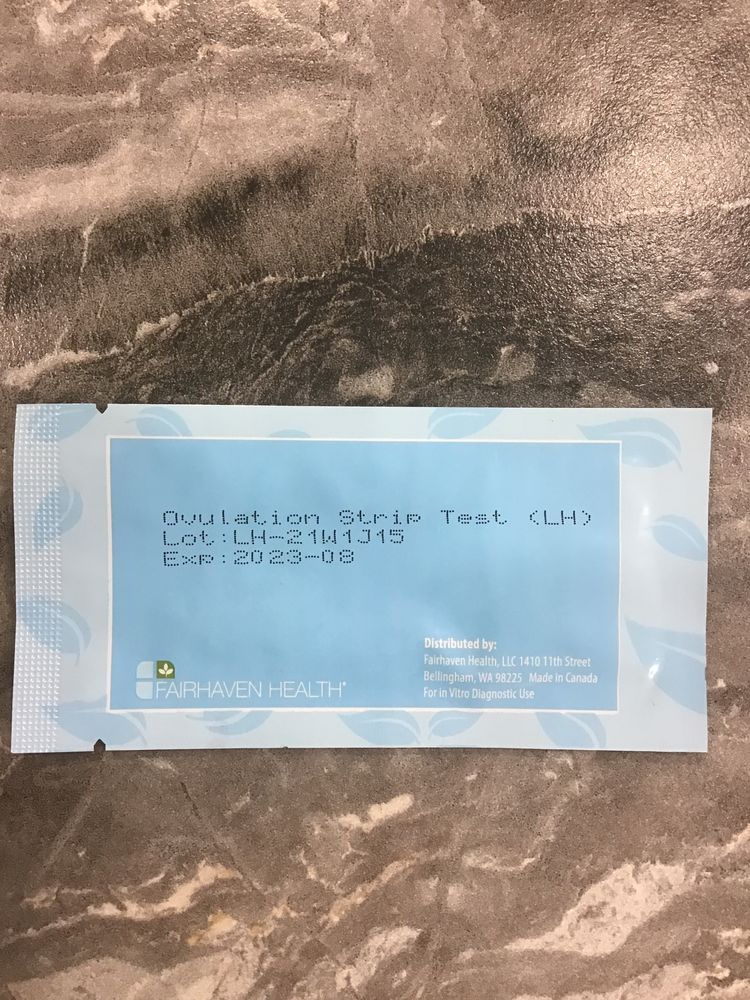 Ovulation Strip Test (LH)
Lot:LH-21W1J15
Exp:2023-08
Distributed by:
Fairhaven Health, LLC 1410 11th Street
Bellingham, WA 98225 Made in Canada
For in Vitro Diagnostic Use
FAIRHAVEN HEALTH®